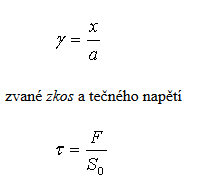 γ = x/a
zvané zkos a tečného napětí
τ = F/S₀